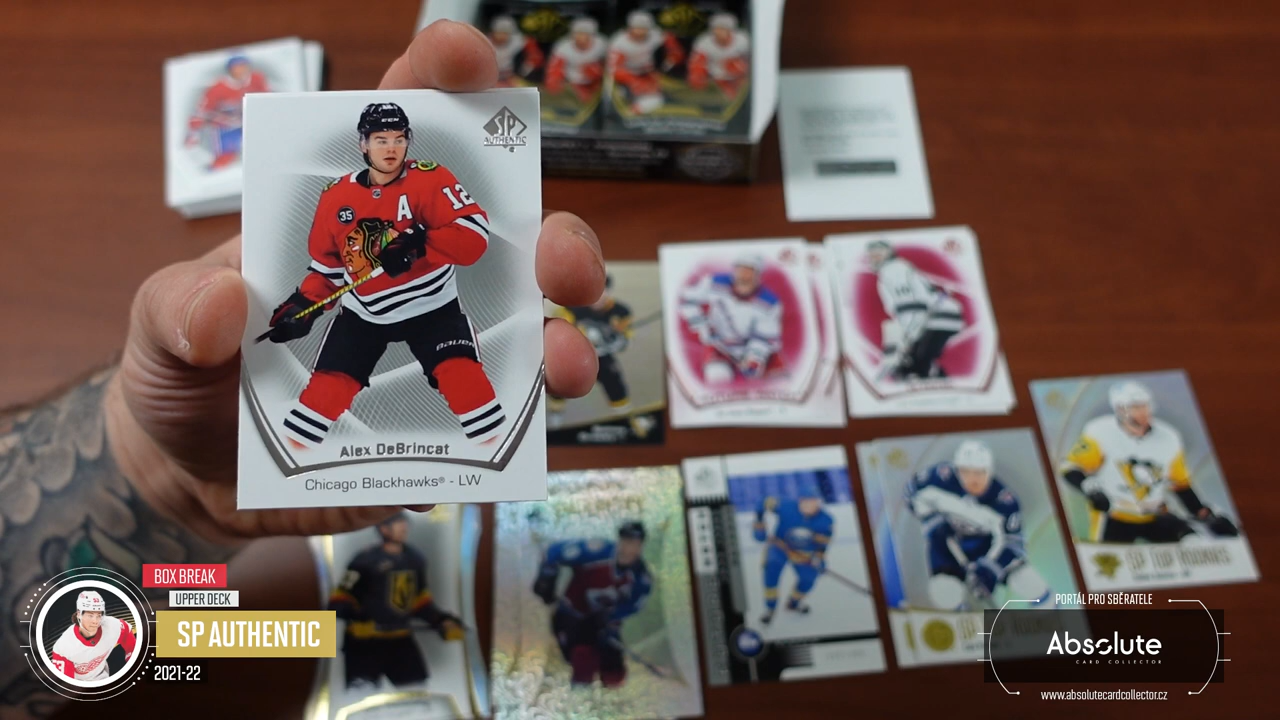 SP
AUTHENTIC
12
A
35
BAUER
Alex DeBrincat
Chicago Blackhawks® - LW
SP TOP ROOKIES
BOX BREAK
UPPER DECK
SP AUTHENTIC
2021-22
PORTÁL PRO SBĚRATELE
Absolute
CARD COLLECTOR
www.absolutecardcollector.cz